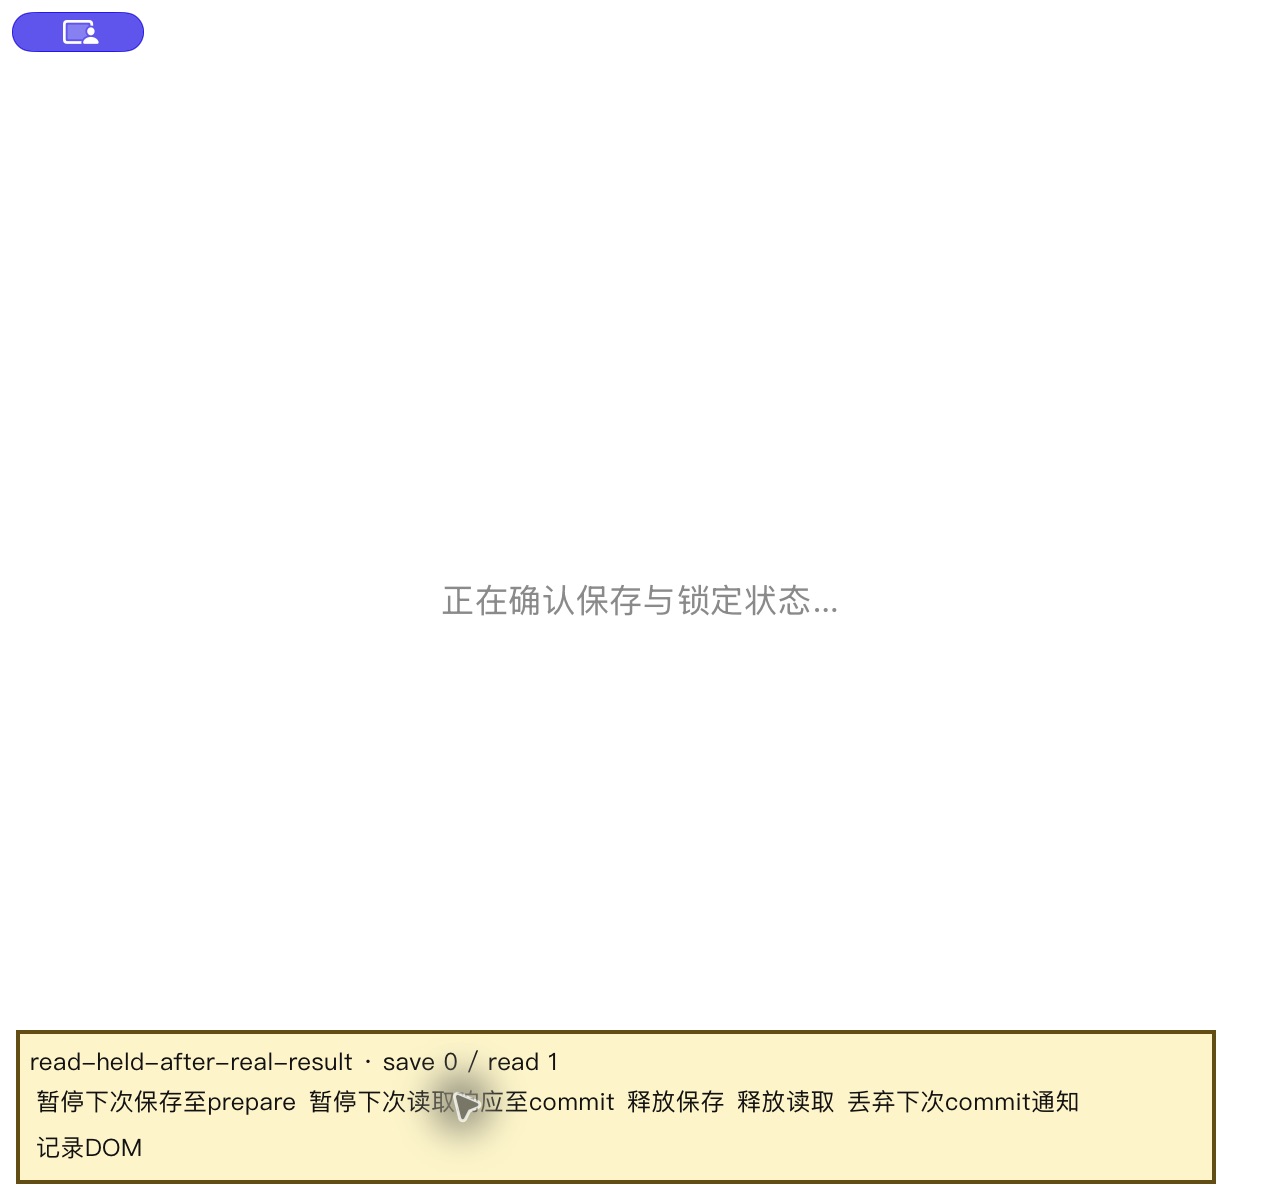 正在确认保存与锁定状态...
read-held-after-real-result · save 0 / read 1
暂停下次保存至prepare 暂停下次读取响应至commit 释放保存 释放读取 丢弃下次commit通知
记录DOM